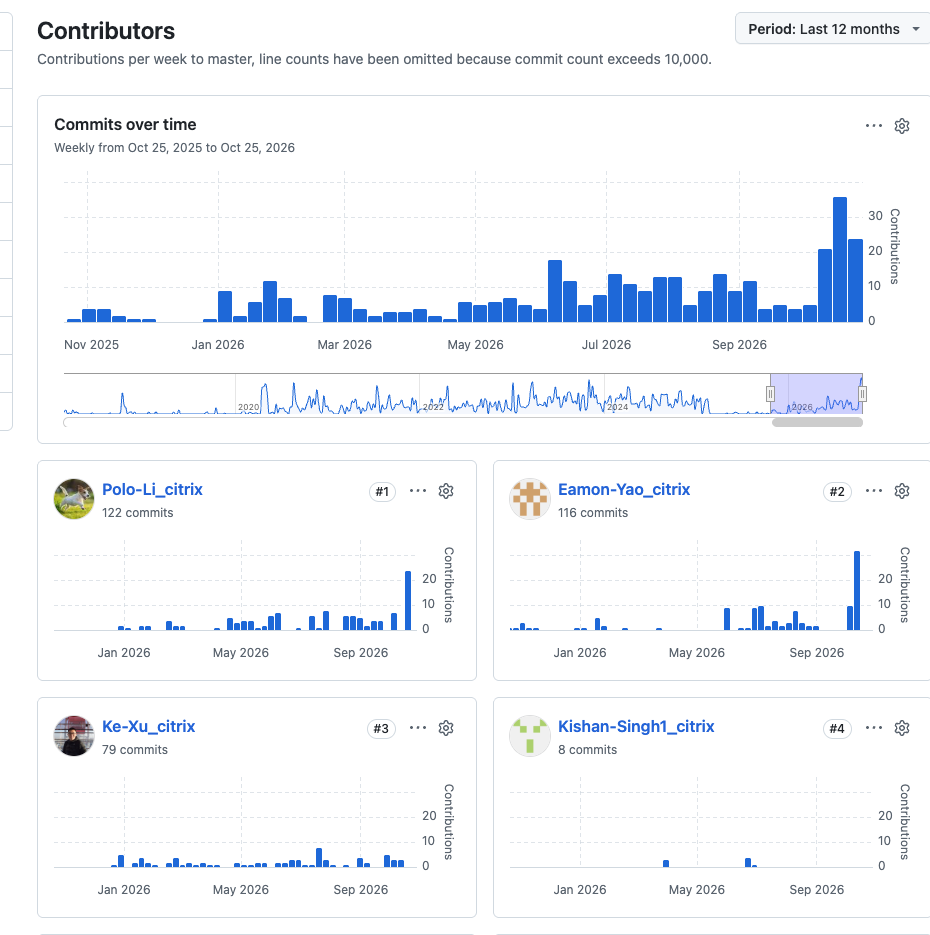 Contributors
Period: Last 12 months
Contributions per week to master, line counts have been omitted because commit count exceeds 10,000.
Commits over time
Weekly from Oct 25, 2025 to Oct 25, 2026
30
20
10
0
Contributions
Nov 2025 Jan 2026 Mar 2026 May 2026 Jul 2026 Sep 2026
2020 2022 2024 2026
Polo-Li_citrix
#1
122 commits
20
10
0
Contributions
Jan 2026 May 2026 Sep 2026
Eamon-Yao_citrix
#2
116 commits
20
10
0
Contributions
Jan 2026 May 2026 Sep 2026
Ke-Xu_citrix
#3
79 commits
20
10
0
Contributions
Jan 2026 May 2026 Sep 2026
Kishan-Singh1_citrix
#4
8 commits
20
10
0
Contributions
Jan 2026 May 2026 Sep 2026